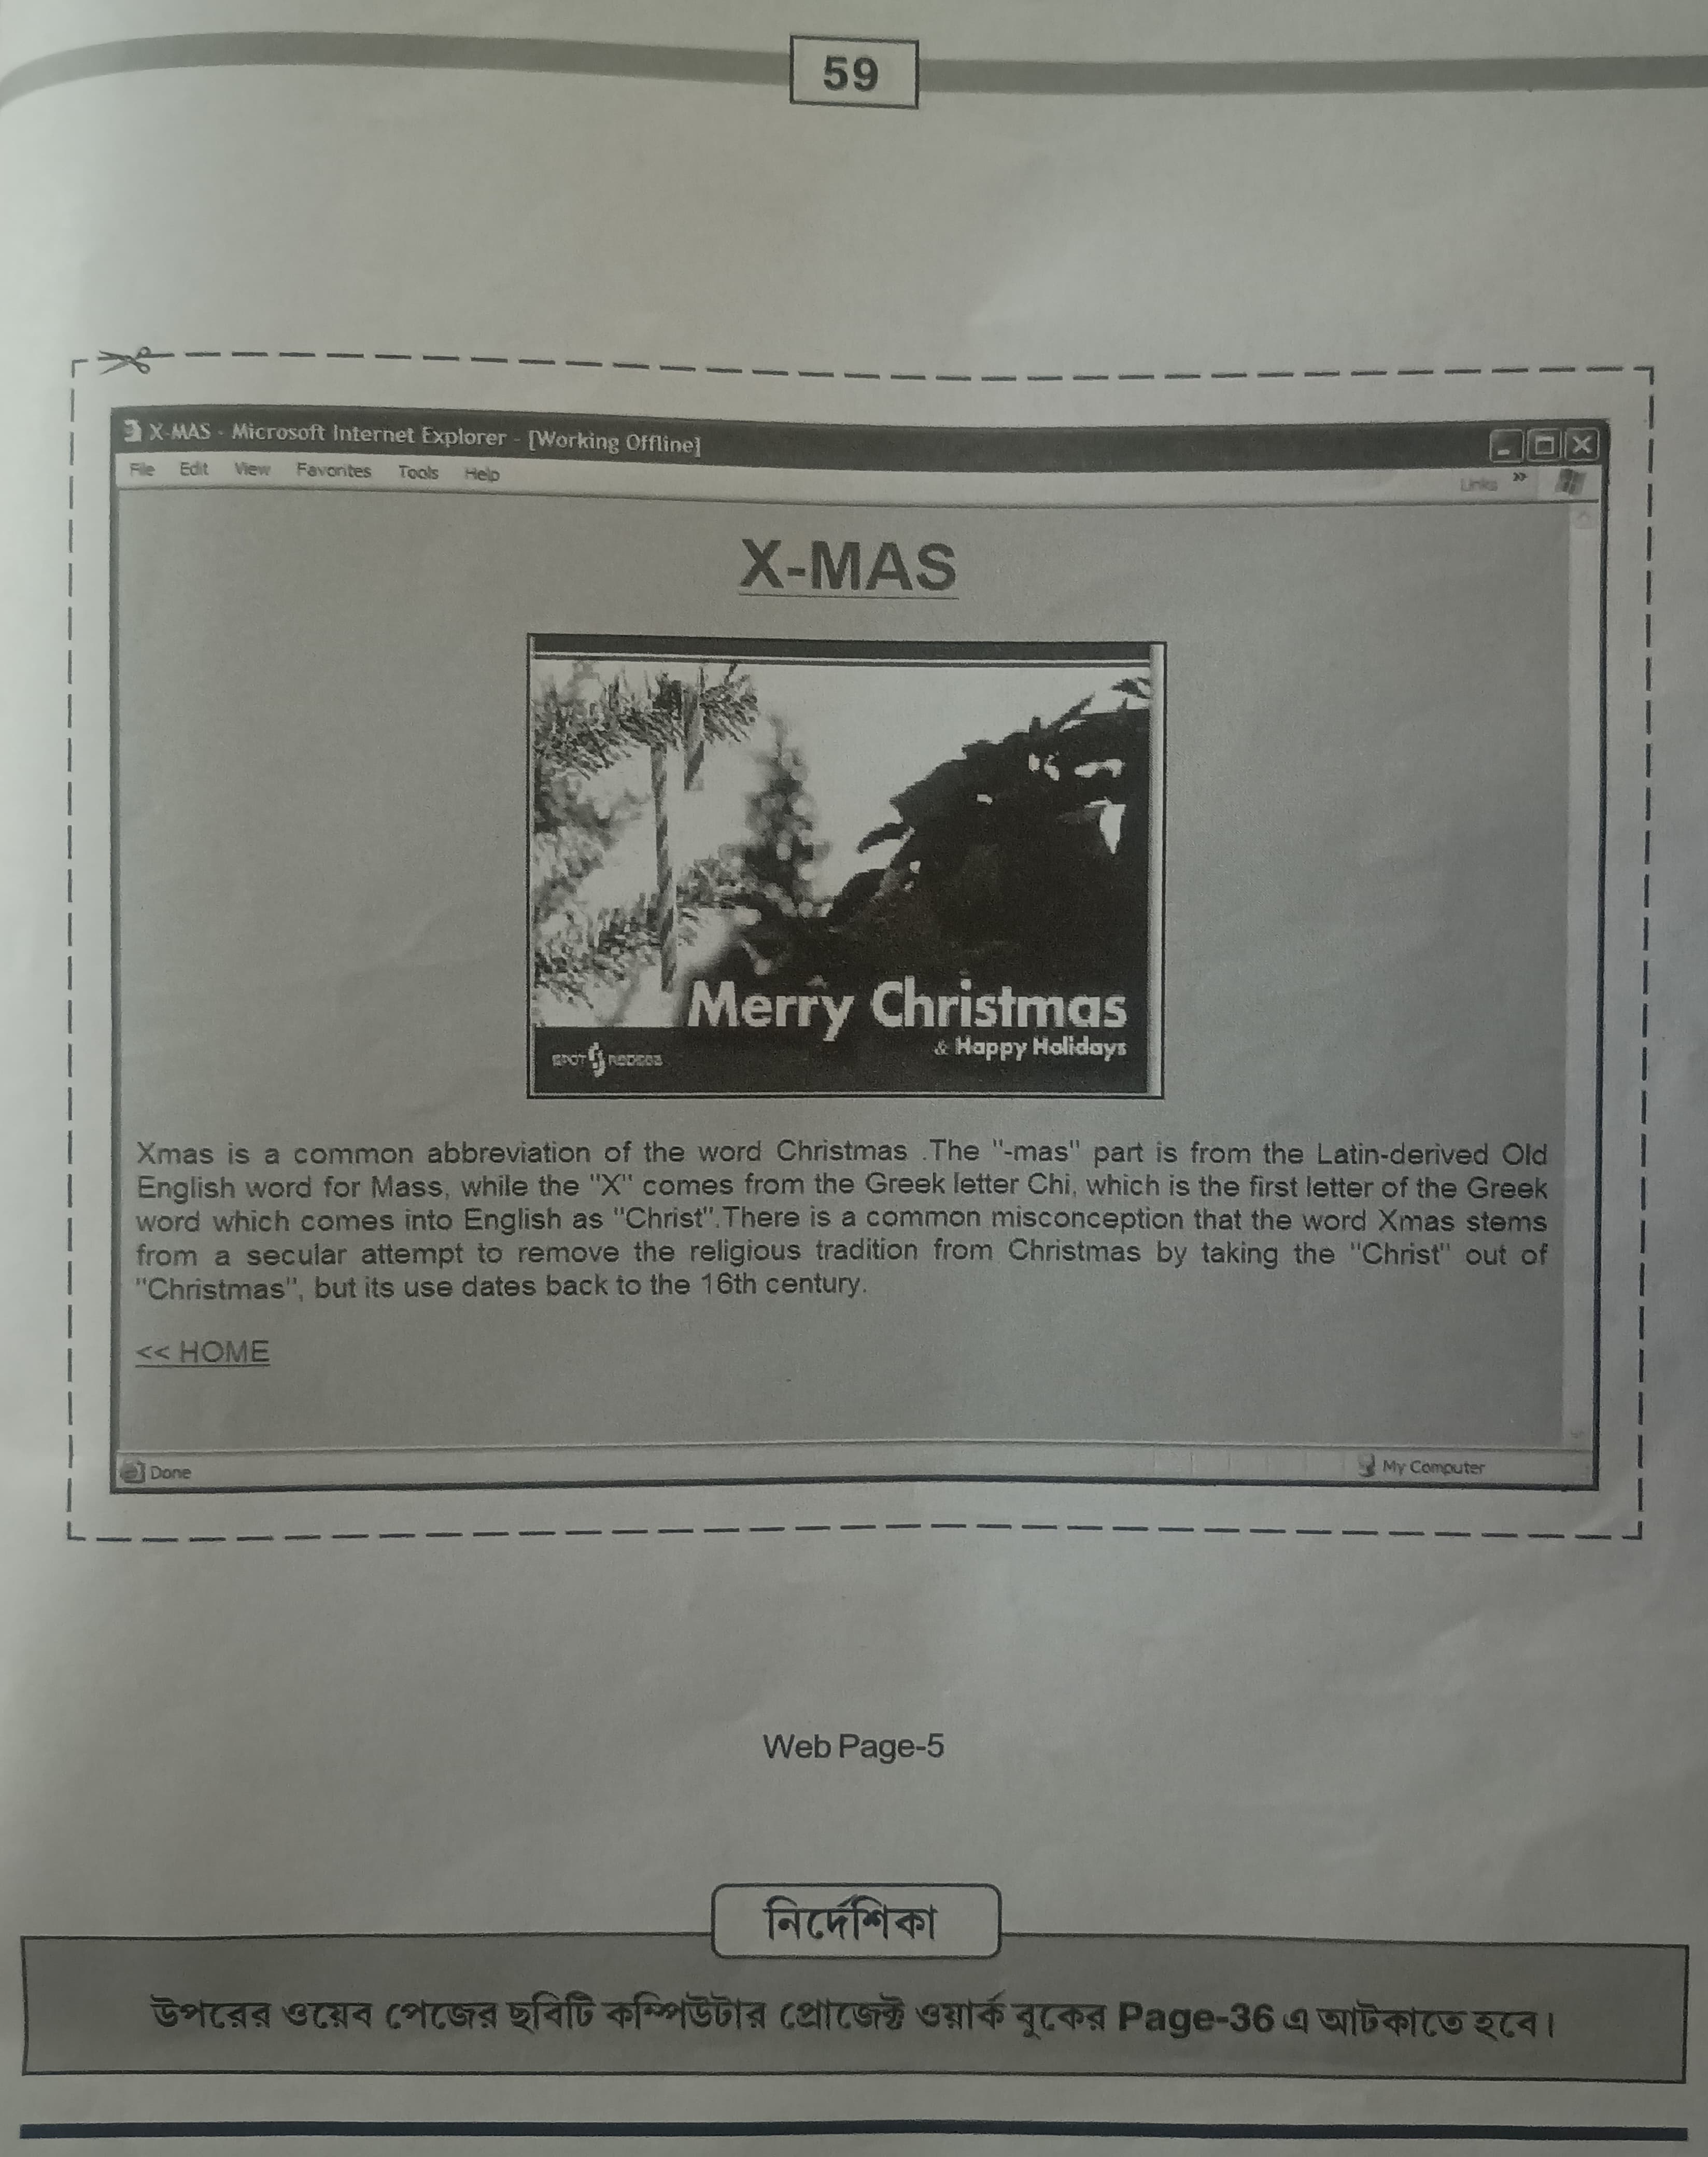 59
X-MAS - Microsoft Internet Explorer - [Working Offline]
File Edit View Favorites Tools Help
Links »
X-MAS
Merry Christmas
& Happy Holidays
SPOT
Xmas is a common abbreviation of the word Christmas .The "-mas" part is from the Latin-derived Old
English word for Mass, while the "X" comes from the Greek letter Chi, which is the first letter of the Greek
word which comes into English as "Christ".There is a common misconception that the word Xmas stems
from a secular attempt to remove the religious tradition from Christmas by taking the "Christ" out of
"Christmas", but its use dates back to the 16th century.
<< HOME
Done My Computer
Web Page-5
নির্দেশিকা
উপরের ওয়েব পেজের ছবিটি কম্পিউটার প্রোজেক্ট ওয়ার্ক বুকের Page-36 এ আটকাতে হবে।